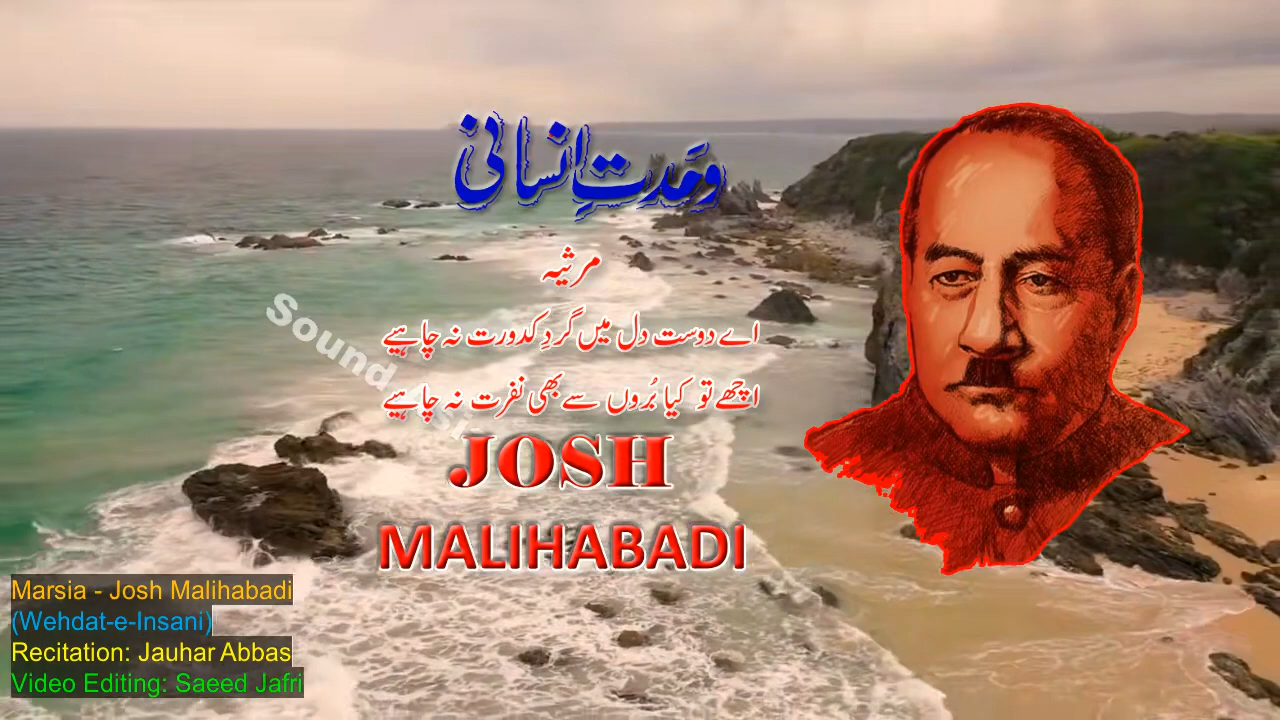 وحدتِ انسانی
مرثیہ
اے دوست دل میں گردِ کدورت نہ چاہیے
اچھے تو کیا بُروں سے بھی نفرت نہ چاہیے
JOSH
MALIHABADI
Sound
Marsia - Josh Malihabadi
(Wehdat-e-Insani)
Recitation: Jauhar Abbas
Video Editing: Saeed Jafri